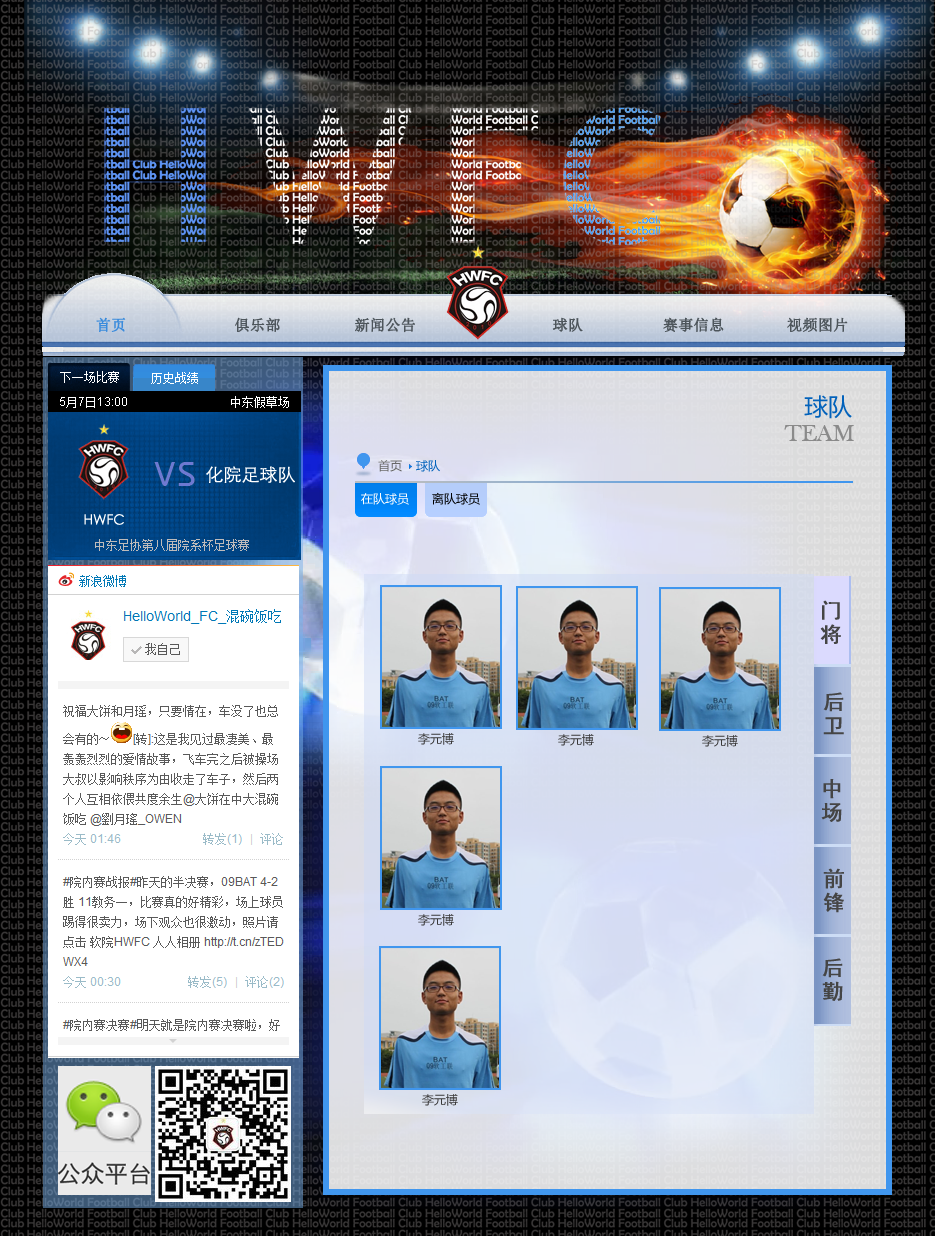 HWFC
HWFC
首页
俱乐部
新闻公告
球队
赛事信息
视频图片
下一场比赛
历史战绩
5月7日13:00
中东假草场
HWFC
VS
化院足球队
HWFC
中东足协第八届院系杯足球赛
新浪微博
HWFC
HelloWorld_FC_混碗饭吃
我自己
祝福大饼和月瑶，只要情在，车没了也总
会有的～[转]:这是我见过最凄美、最
轰轰烈烈的爱情故事，飞车完之后被操场
大叔以影响秩序为由收走了车子，然后两
个人互相依偎共度余生@大饼在中大混碗
饭吃 @劉月瑤_OWEN
今天 01:46
转发(1) | 评论
#院内赛战报#昨天的半决赛，09BAT 4-2
胜 11教务一，比赛真的好精彩，场上球员
踢得很卖力，场下观众也很激动，照片请
点击 软院HWFC 人人相册 http://t.cn/zTED
WX4
今天 00:30
转发(5) | 评论(2)
#院内赛决赛#明天就是院内赛决赛啦，好
公众平台
球队
TEAM
首页 球队
在队球员
离队球员
BAT
BAT
BAT
李元博
李元博
李元博
BAT
李元博
BAT
李元博
门将
后卫
中场
前锋
后勤